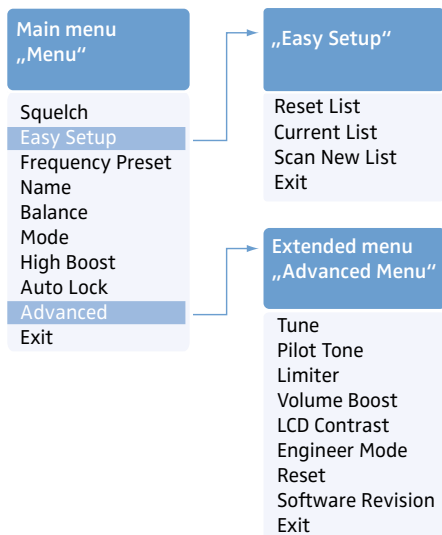 Main menu
„Menu“
Squelch
Easy Setup
Frequency Preset
Name
Balance
Mode
High Boost
Auto Lock
Advanced
Exit
„Easy Setup“
Reset List
Current List
Scan New List
Exit
Extended menu
„Advanced Menu“
Tune
Pilot Tone
Limiter
Volume Boost
LCD Contrast
Engineer Mode
Reset
Software Revision
Exit